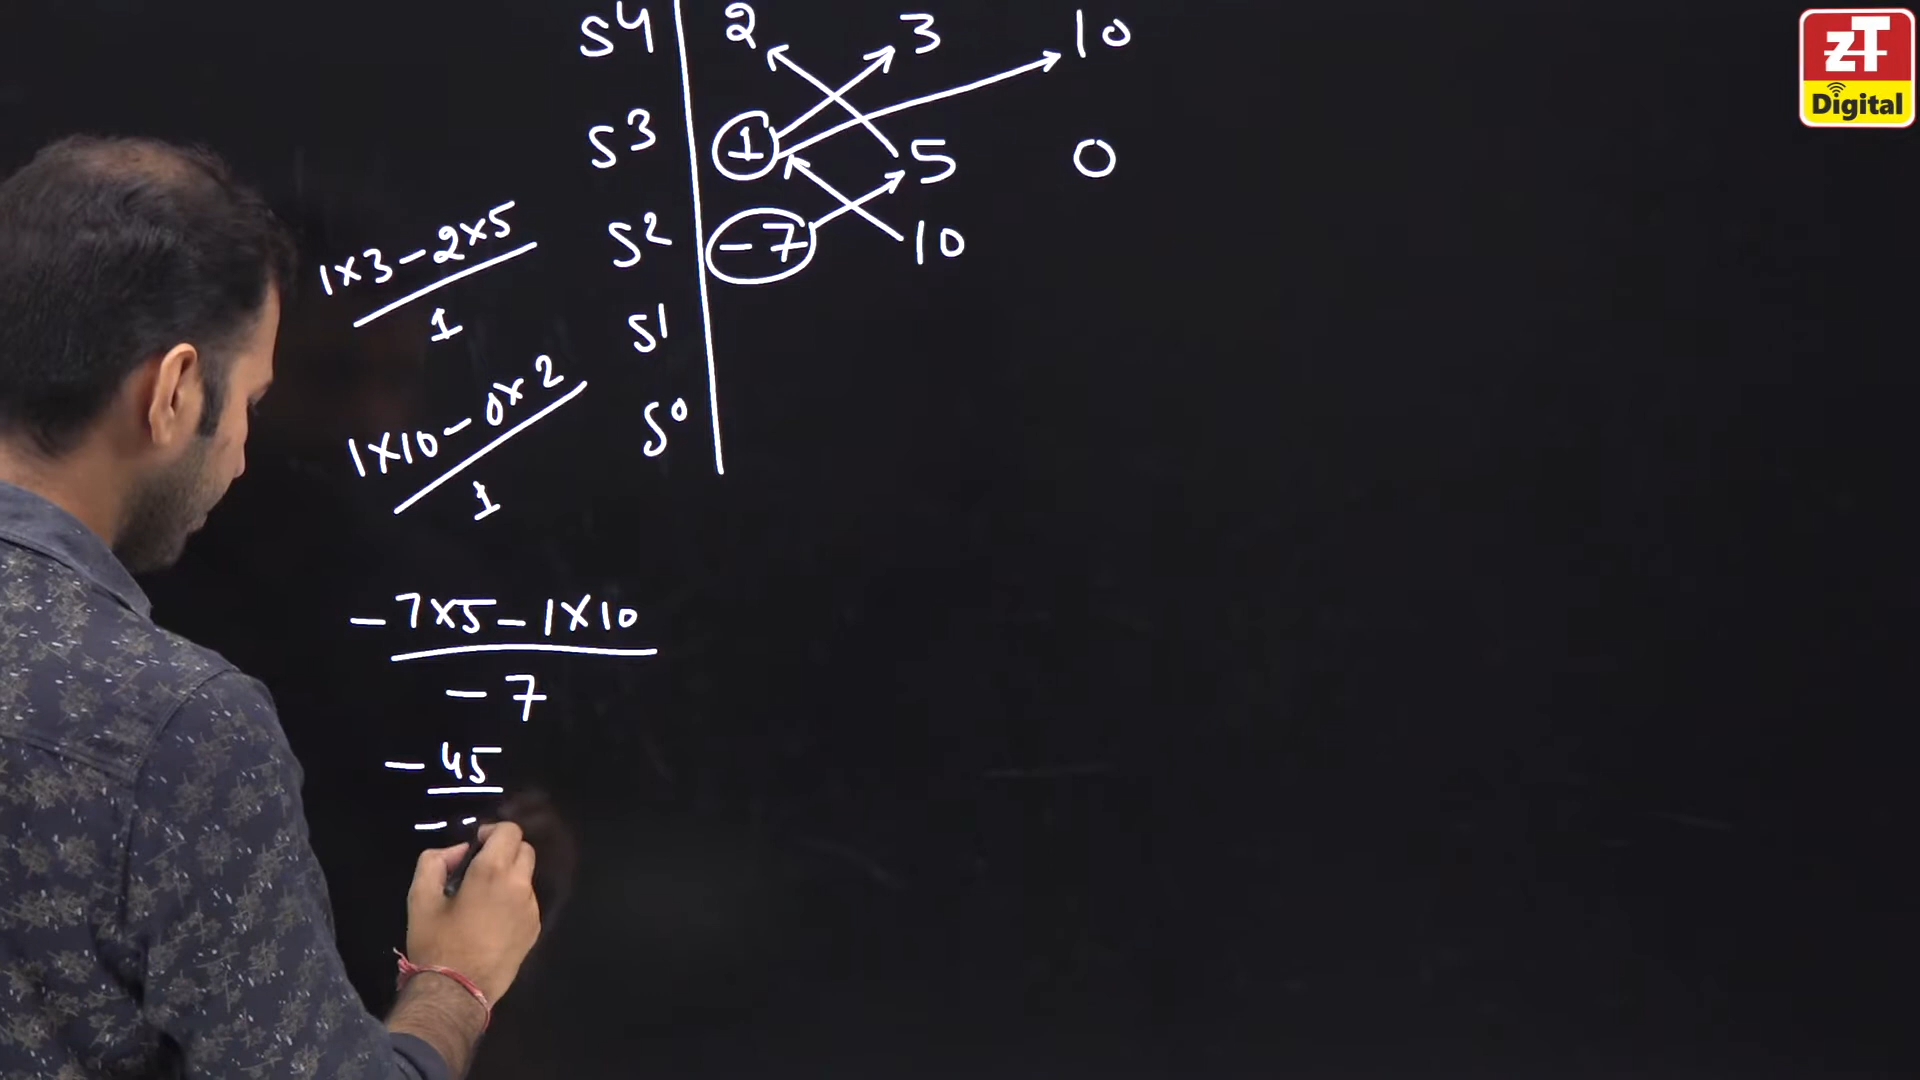 S4 2 3 10
S3 1 5 0
S2 -7 10
S1
S0
1×3-2×5
1
1×10-0×2
1
-7×5-1×10
-7
-45
-
zT
Digital